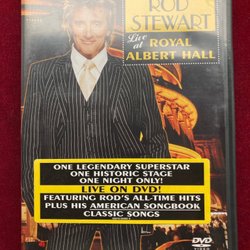 ROD
STEWART
Live at ROYAL
ALBERT HALL
ONE LEGENDARY SUPERSTAR
ONE HISTORIC STAGE
ONE NIGHT ONLY!
LIVE ON DVD!
FEATURING ROD'S ALL-TIME HITS
PLUS HIS AMERICAN SONGBOOK
CLASSIC SONGS
DVD